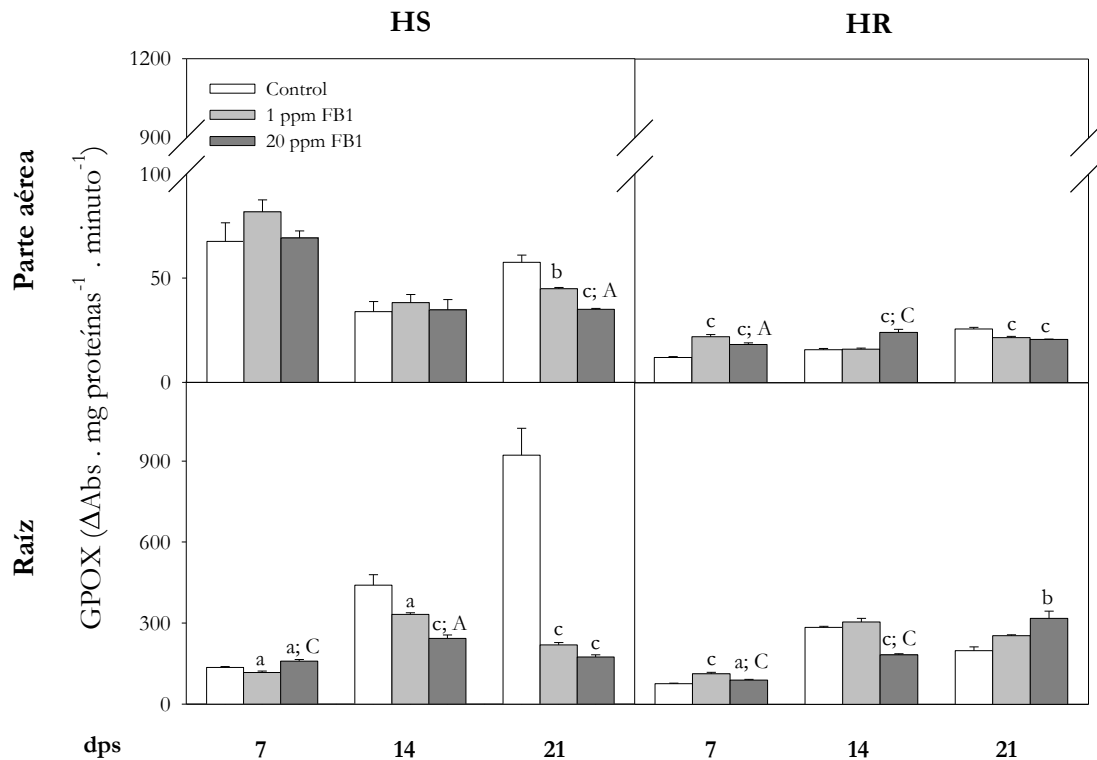 HS HR
1200
900
100
50
0
Control
1 ppm FB1
20 ppm FB1
b
c; A
c
c; A
c; C
c
c
Parte aérea
Raíz
GPOX (ΔAbs . mg proteínas⁻¹ . minuto⁻¹)
900
600
300
0
a
a; C
a
c; A
c
c
c
a; C
c; C
b
dps 7 14 21 7 14 21